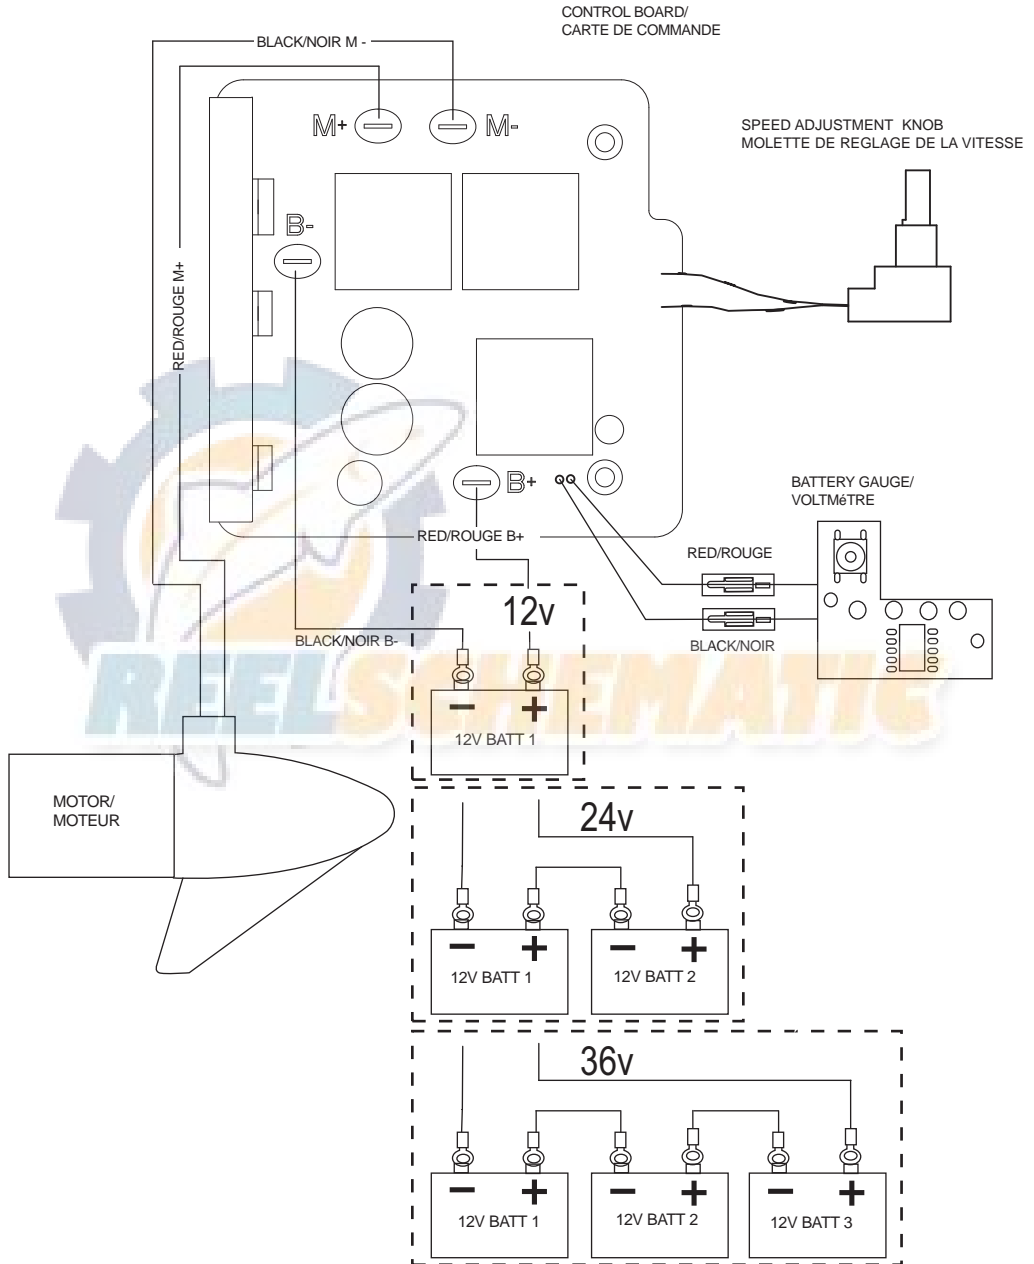 CONTROL BOARD/
CARTE DE COMMANDE
BLACK/NOIR M -
M+
M-
SPEED ADJUSTMENT KNOB
MOLETTE DE REGLAGE DE LA VITESSE
B-
RED/ROUGE M+
B+
BATTERY GAUGE/
VOLTMéTRE
RED/ROUGE B+
RED/ROUGE
12v
BLACK/NOIR B-
BLACK/NOIR
REELSCHEMATIC
- +
12V BATT 1
MOTOR/
MOTEUR
24v
- + - +
12V BATT 1
12V BATT 2
36v
- + - + - +
12V BATT 1
12V BATT 2
12V BATT 3